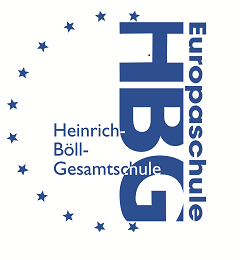 Europaschule
HBG
Heinrich-
Böll-
Gesamtschule